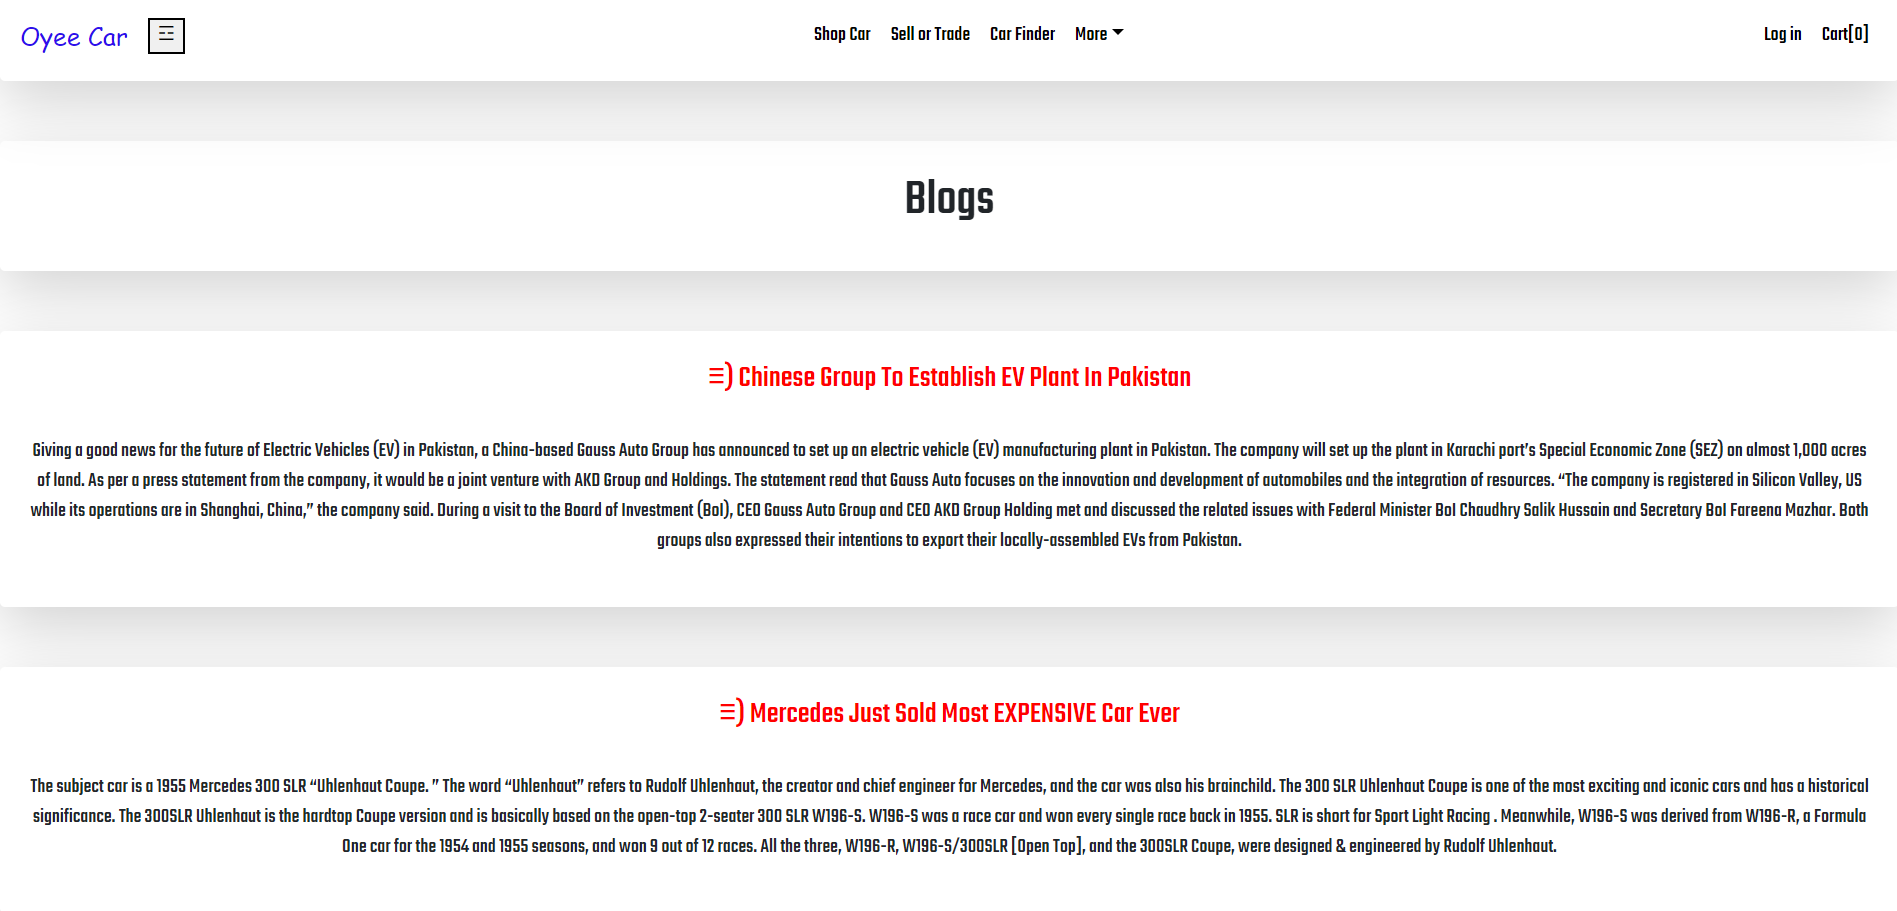 Oyee Car
Shop Car Sell or Trade Car Finder More
Log in Cart[0]
Blogs
Chinese Group To Establish EV Plant In Pakistan
Giving a good news for the future of Electric Vehicles (EV) in Pakistan, a China-based Gauss Auto Group has announced to set up an electric vehicle (EV) manufacturing plant in Pakistan. The company will set up the plant in Karachi port’s Special Economic Zone (SEZ) on almost 1,000 acres
of land. As per a press statement from the company, it would be a joint venture with AKD Group and Holdings. The statement read that Gauss Auto focuses on the innovation and development of automobiles and the integration of resources. “The company is registered in Silicon Valley, US
while its operations are in Shanghai, China,” the company said. During a visit to the Board of Investment (BoI), CEO Gauss Auto Group and CEO AKD Group Holding met and discussed the related issues with Federal Minister BoI Chaudhry Salik Hussain and Secretary BoI Fareena Mazhar. Both
groups also expressed their intentions to export their locally-assembled EVs from Pakistan.
Mercedes Just Sold Most EXPENSIVE Car Ever
The subject car is a 1955 Mercedes 300 SLR “Uhlenhaut Coupe. ” The word “Uhlenhaut” refers to Rudolf Uhlenhaut, the creator and chief engineer for Mercedes, and the car was also his brainchild. The 300 SLR Uhlenhaut Coupe is one of the most exciting and iconic cars and has a historical
significance. The 300SLR Uhlenhaut is the hardtop Coupe version and is basically based on the open-top 2-seater 300 SLR W196-S. W196-S was a race car and won every single race back in 1955. SLR is short for Sport Light Racing . Meanwhile, W196-S was derived from W196-R, a Formula
One car for the 1954 and 1955 seasons, and won 9 out of 12 races. All the three, W196-R, W196-S/300SLR [Open Top], and the 300SLR Coupe, were designed & engineered by Rudolf Uhlenhaut.